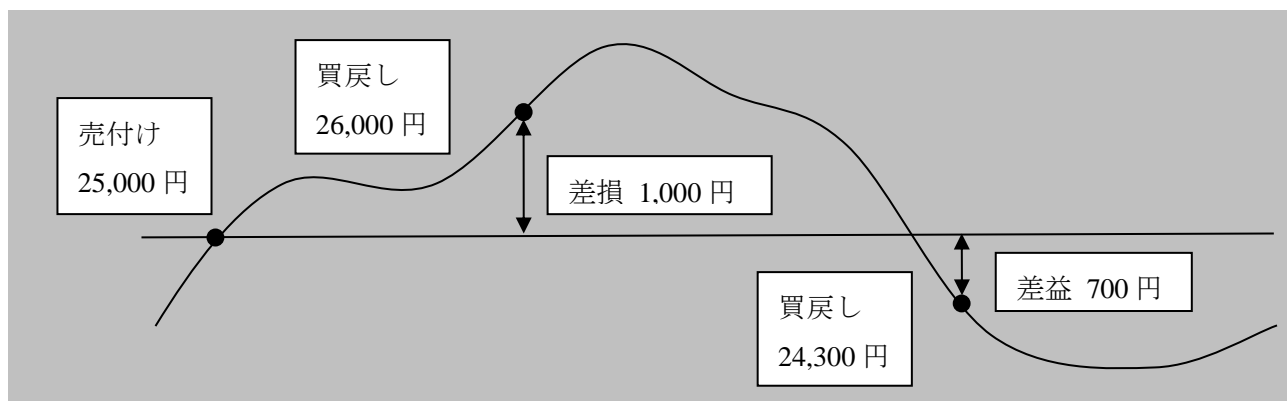 売付け
25,000 円
買戻し
26,000 円
差損 1,000 円
買戻し
24,300 円
差益 700 円